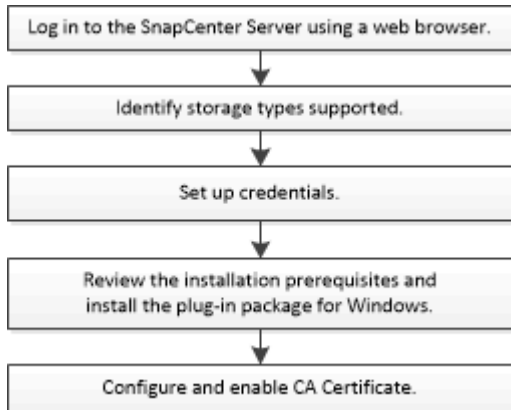 Log in to the SnapCenter Server using a web browser.
Identify storage types supported.
Set up credentials.
Review the installation prerequisites and
install the plug-in package for Windows.
Configure and enable CA Certificate.